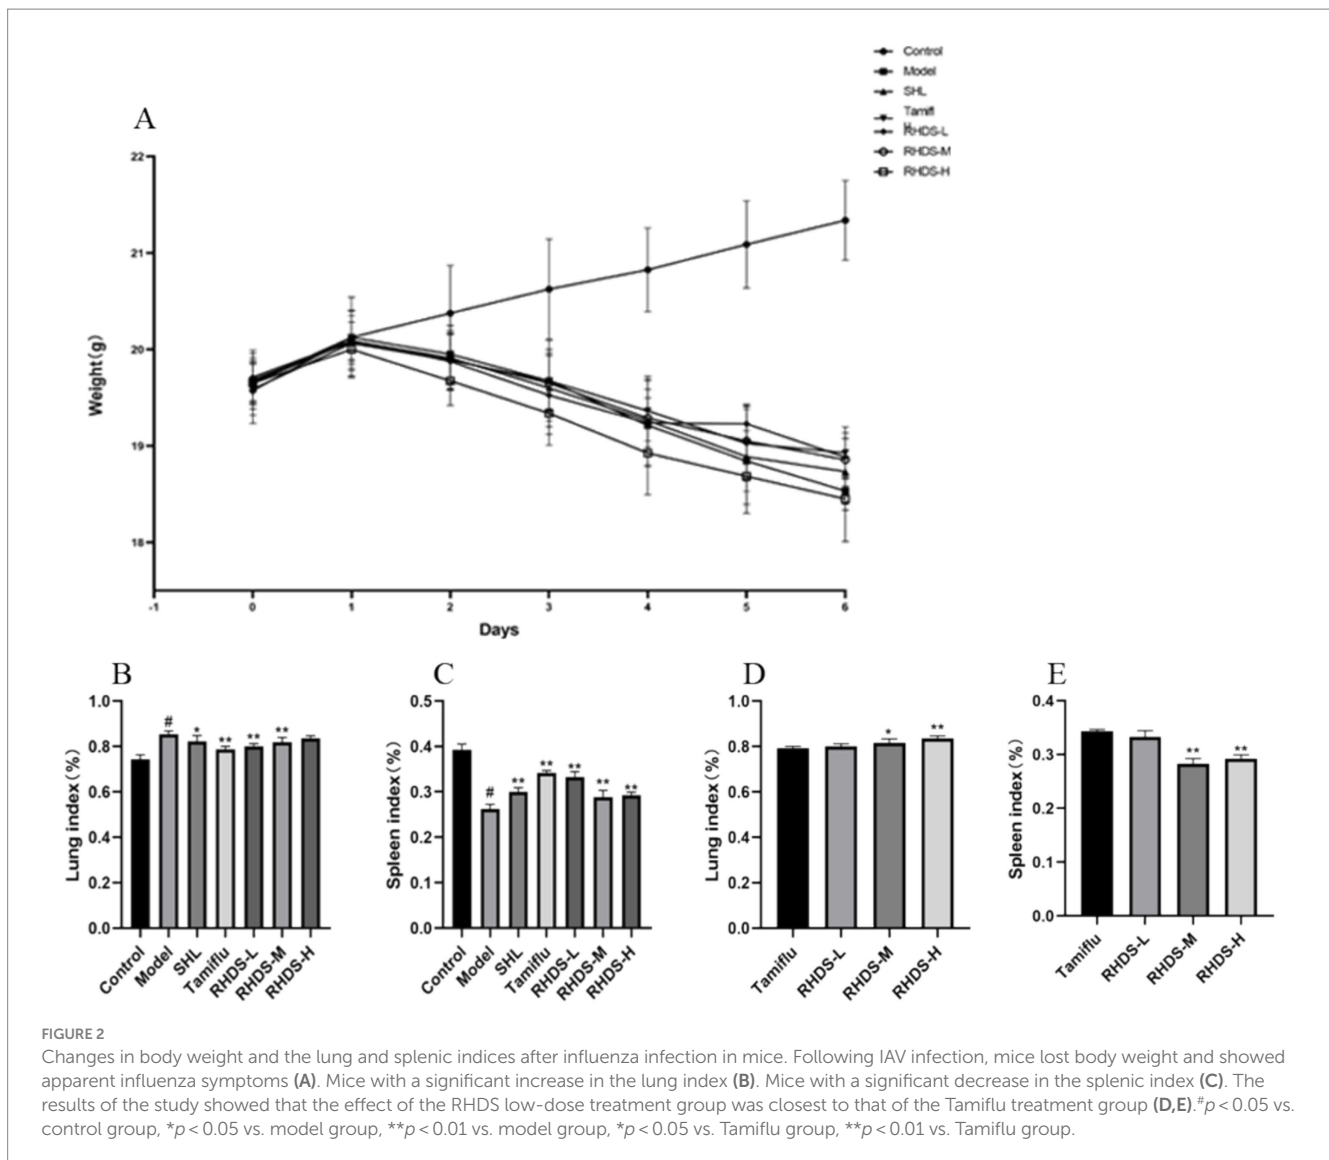 Control
Model
SHL
Tamifl
u
RHDS-L
RHDS-M
RHDS-H
A
22
21
20
19
18
Weight(g)
-1 0 1 2 3 4 5 6
Days
B
1.0
0.8
0.6
0.4
0.2
0.0
Lung index(%)
# * ** ** **
Control Model SHL Tamiflu RHDS-L RHDS-M RHDS-H
C
0.5
0.4
0.3
0.2
0.1
0.0
Spleen index(%)
# ** ** ** ** **
Control Model SHL Tamiflu RHDS-L RHDS-M RHDS-H
D
1.0
0.8
0.6
0.4
0.2
0.0
Lung index(%)
* **
Tamiflu RHDS-L RHDS-M RHDS-H
E
0.4
0.3
0.2
0.1
0.0
Spleen index(%)
** **
Tamiflu RHDS-L RHDS-M RHDS-H
FIGURE 2
Changes in body weight and the lung and splenic indices after influenza infection in mice. Following IAV infection, mice lost body weight and showed
apparent influenza symptoms (A). Mice with a significant increase in the lung index (B). Mice with a significant decrease in the splenic index (C). The
results of the study showed that the effect of the RHDS low-dose treatment group was closest to that of the Tamiflu treatment group (D,E).#p < 0.05 vs.
control group, *p < 0.05 vs. model group, **p < 0.01 vs. model group, *p < 0.05 vs. Tamiflu group, **p < 0.01 vs. Tamiflu group.